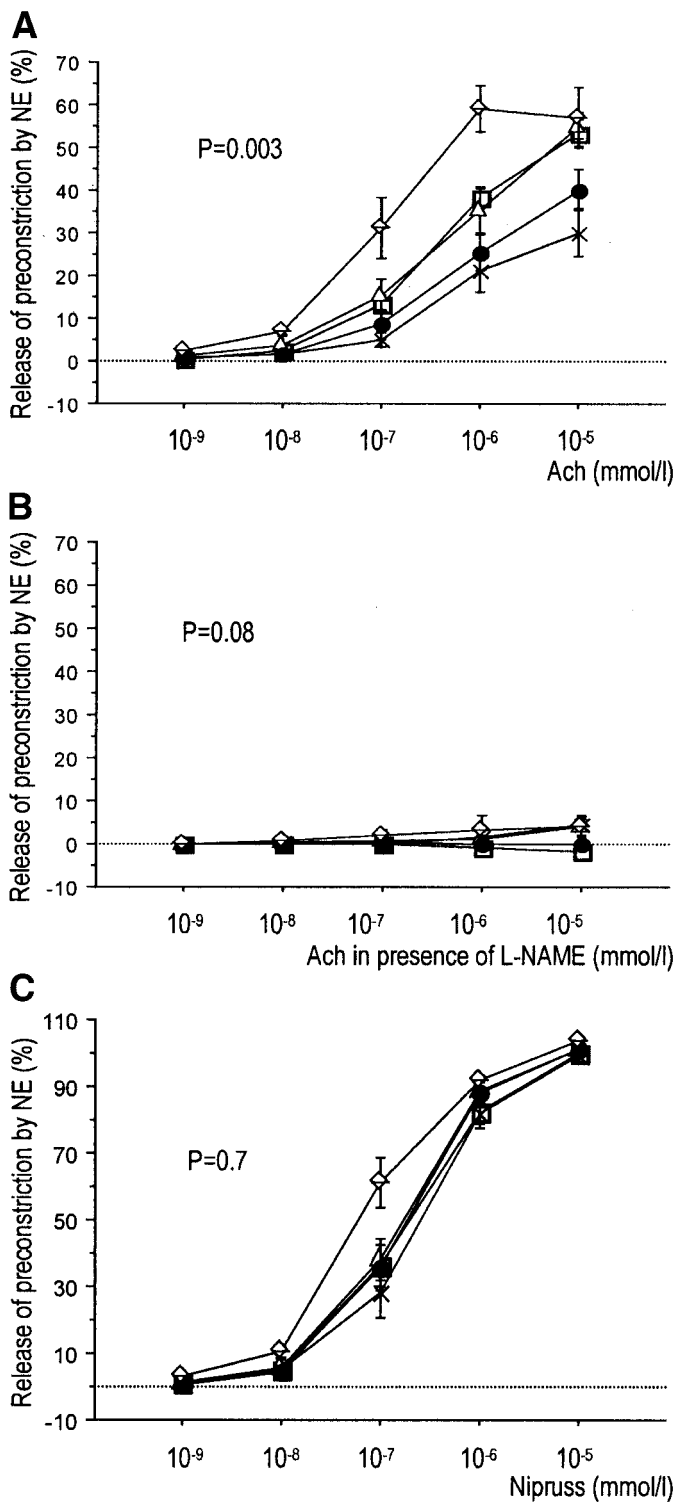 A
Release of preconstriction by NE (%)
70
60
50
40
30
20
10
0
-10
P=0.003
10-9 10-8 10-7 10-6 10-5
Ach (mmol/l)
B
Release of preconstriction by NE (%)
70
60
50
40
30
20
10
0
-10
P=0.08
10-9 10-8 10-7 10-6 10-5
Ach in presence of L-NAME (mmol/l)
C
Release of preconstriction by NE (%)
110
90
70
50
30
10
-10
P=0.7
10-9 10-8 10-7 10-6 10-5
Nipruss (mmol/l)